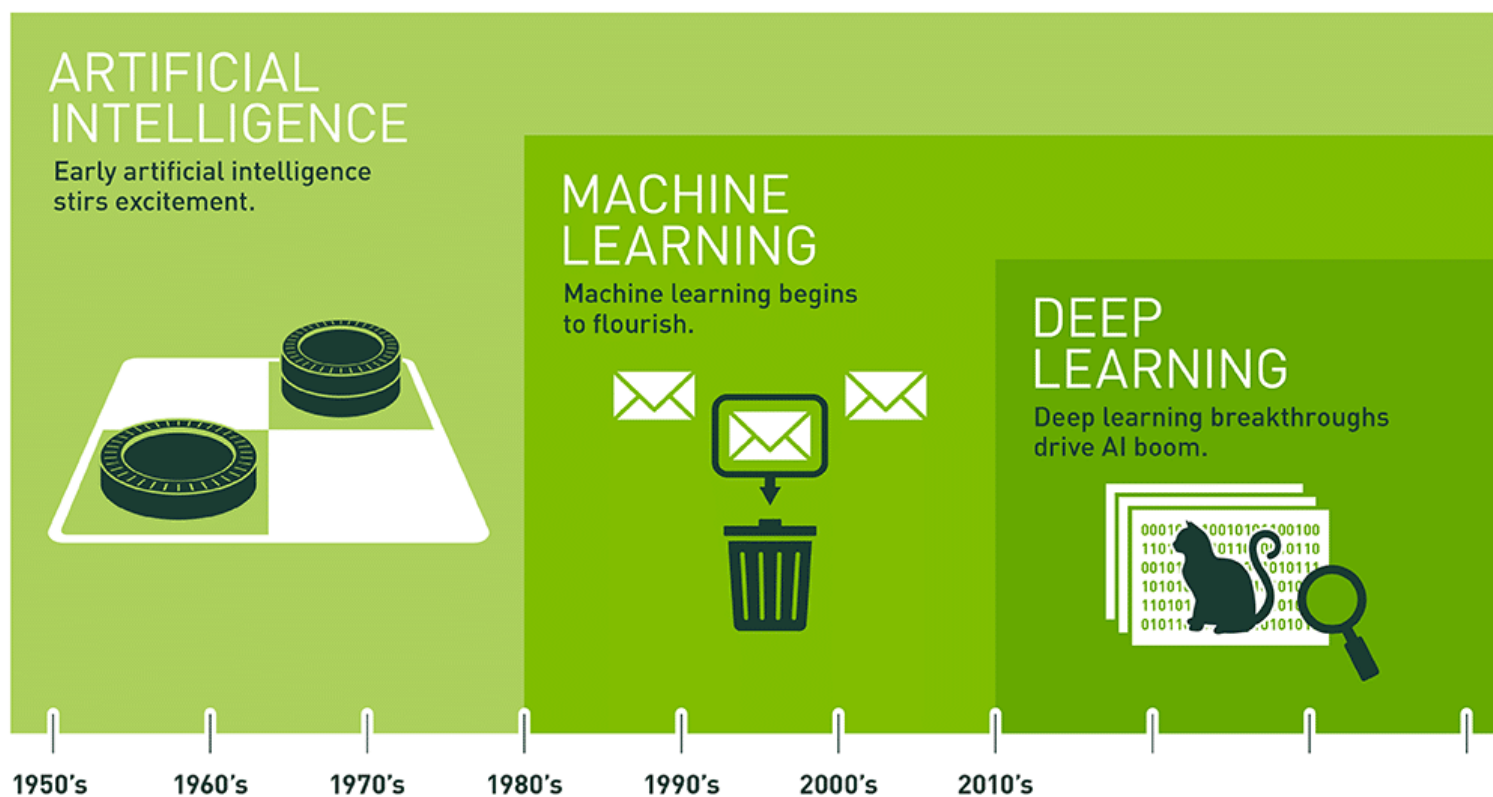 ARTIFICIAL
INTELLIGENCE
Early artificial intelligence
stirs excitement.
MACHINE
LEARNING
Machine learning begins
to flourish.
DEEP
LEARNING
Deep learning breakthroughs
drive AI boom.
1950's
1960's
1970's
1980's
1990's
2000's
2010's